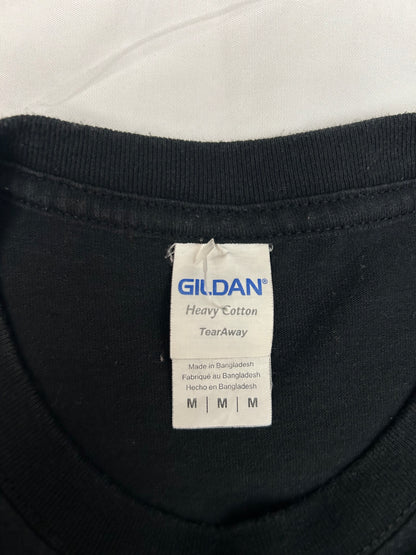 GILDAN®
Heavy Cotton
TearAway
Made in Bangladesh
Fabriqué au Bangladesh
Hecho en Bangladesh
M | M | M